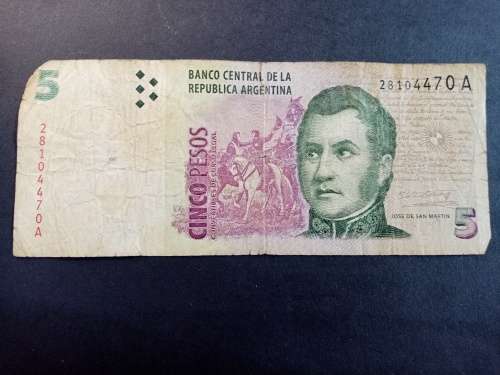 5
BANCO CENTRAL DE LA
REPUBLICA ARGENTINA
28104470 A
28104470A
CINCO PESOS
JOSE DE SAN MARTIN
5